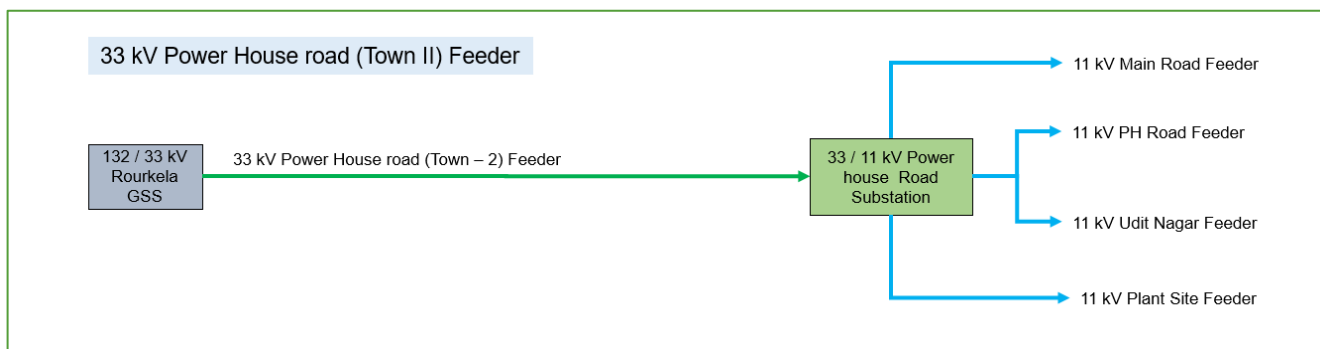 33 kV Power House road (Town II) Feeder
132 / 33 kV
Rourkela
GSS
33 kV Power House road (Town – 2) Feeder
33 / 11 kV Power
house Road
Substation
11 kV Main Road Feeder
11 kV PH Road Feeder
11 kV Udit Nagar Feeder
11 kV Plant Site Feeder